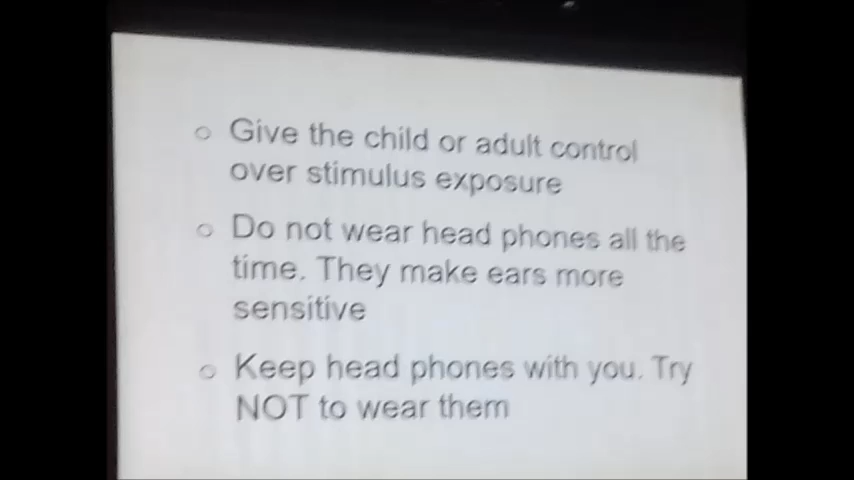 ○ Give the child or adult control
over stimulus exposure
○ Do not wear head phones all the
time. They make ears more
sensitive
○ Keep head phones with you. Try
NOT to wear them